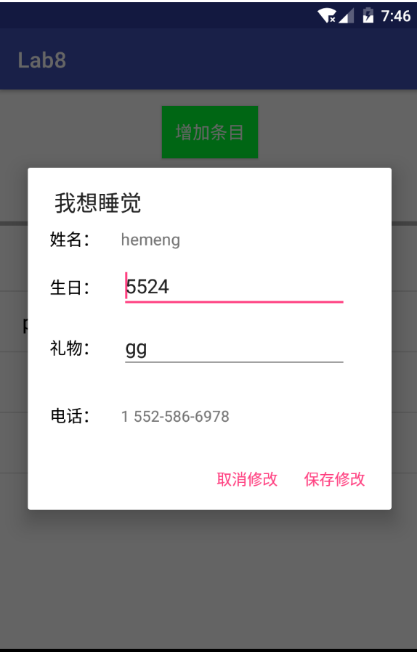 7:46
Lab8
增加条目
我想睡觉
姓名： hemeng
生日： 5524
礼物： gg
电话： 1 552-586-6978
取消修改 保存修改